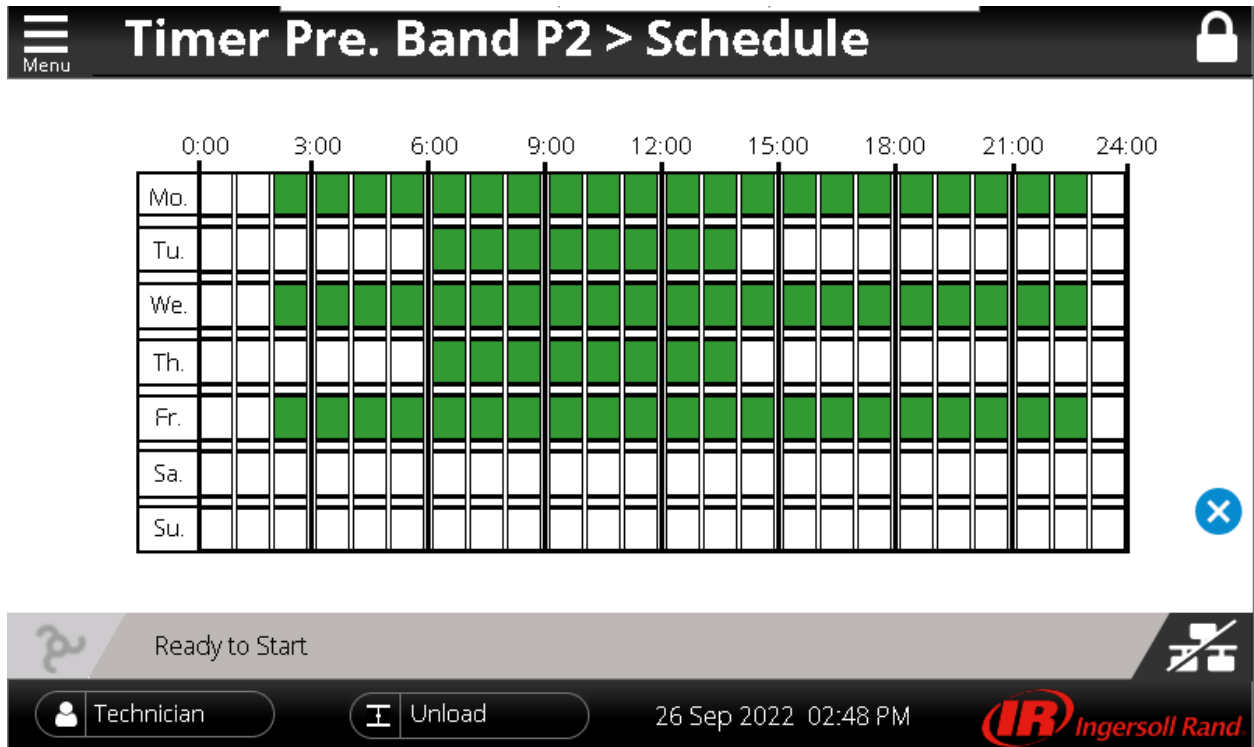 Timer Pre. Band P2 > Schedule
Menu
0:00 3:00 6:00 9:00 12:00 15:00 18:00 21:00 24:00
Mo.
Tu.
We.
Th.
Fr.
Sa.
Su.
Ready to Start
Technician Unload 26 Sep 2022 02:48 PM IR Ingersoll Rand